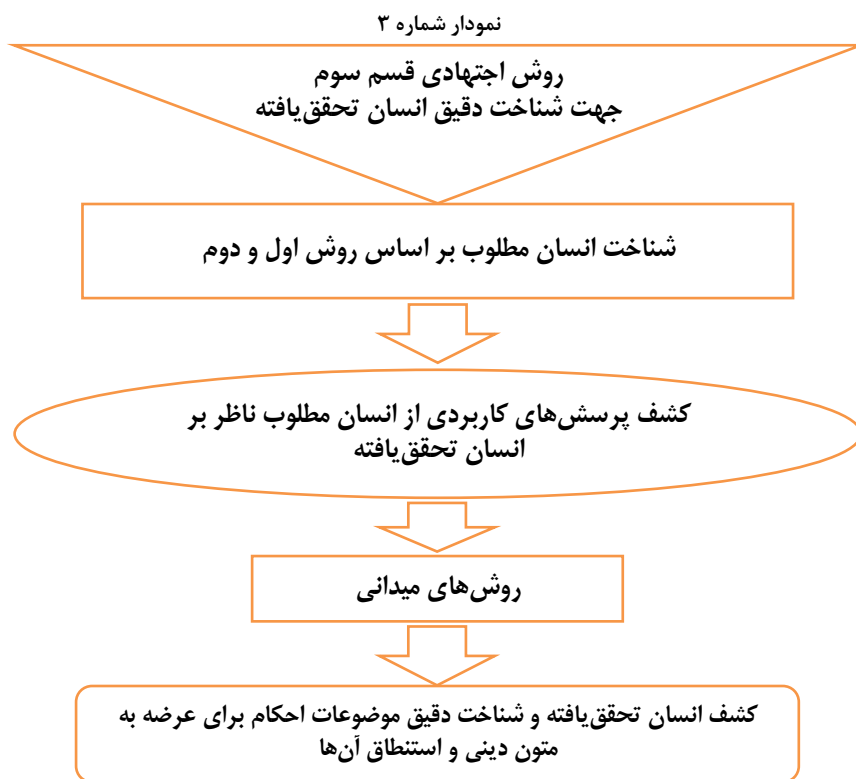 نمودار شماره ۳
روش اجتهادی قسم سوم
جهت شناخت دقیق انسان تحقق‌یافته
شناخت انسان مطلوب بر اساس روش اول و دوم
کشف پرسش‌های کاربردی از انسان مطلوب ناظر بر
انسان تحقق‌یافته
روش‌های میدانی
کشف انسان تحقق‌یافته و شناخت دقیق موضوعات احکام برای عرضه به
متون دینی و استنطاق آن‌ها